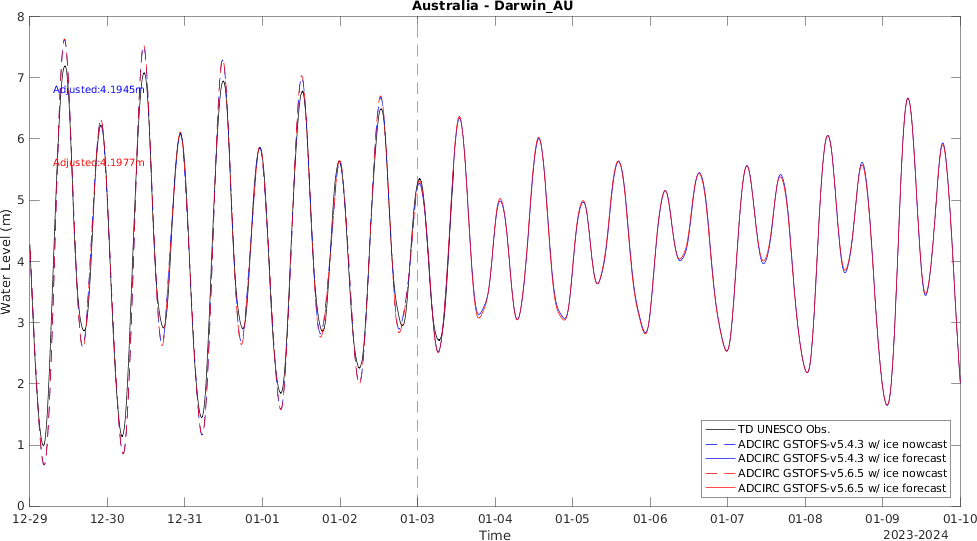 Australia - Darwin_AU
8
7
6
5
4
3
2
1
0
Water Level (m)
Adjusted:4.1945m
Adjusted:4.1977m
TD UNESCO Obs.
ADCIRC GSTOFS-v5.4.3 w/ ice nowcast
ADCIRC GSTOFS-v5.4.3 w/ ice forecast
ADCIRC GSTOFS-v5.6.5 w/ ice nowcast
ADCIRC GSTOFS-v5.6.5 w/ ice forecast
12-29 12-30 12-31 01-01 01-02 01-03 01-04 01-05 01-06 01-07 01-08 01-09 01-10
Time
2023-2024